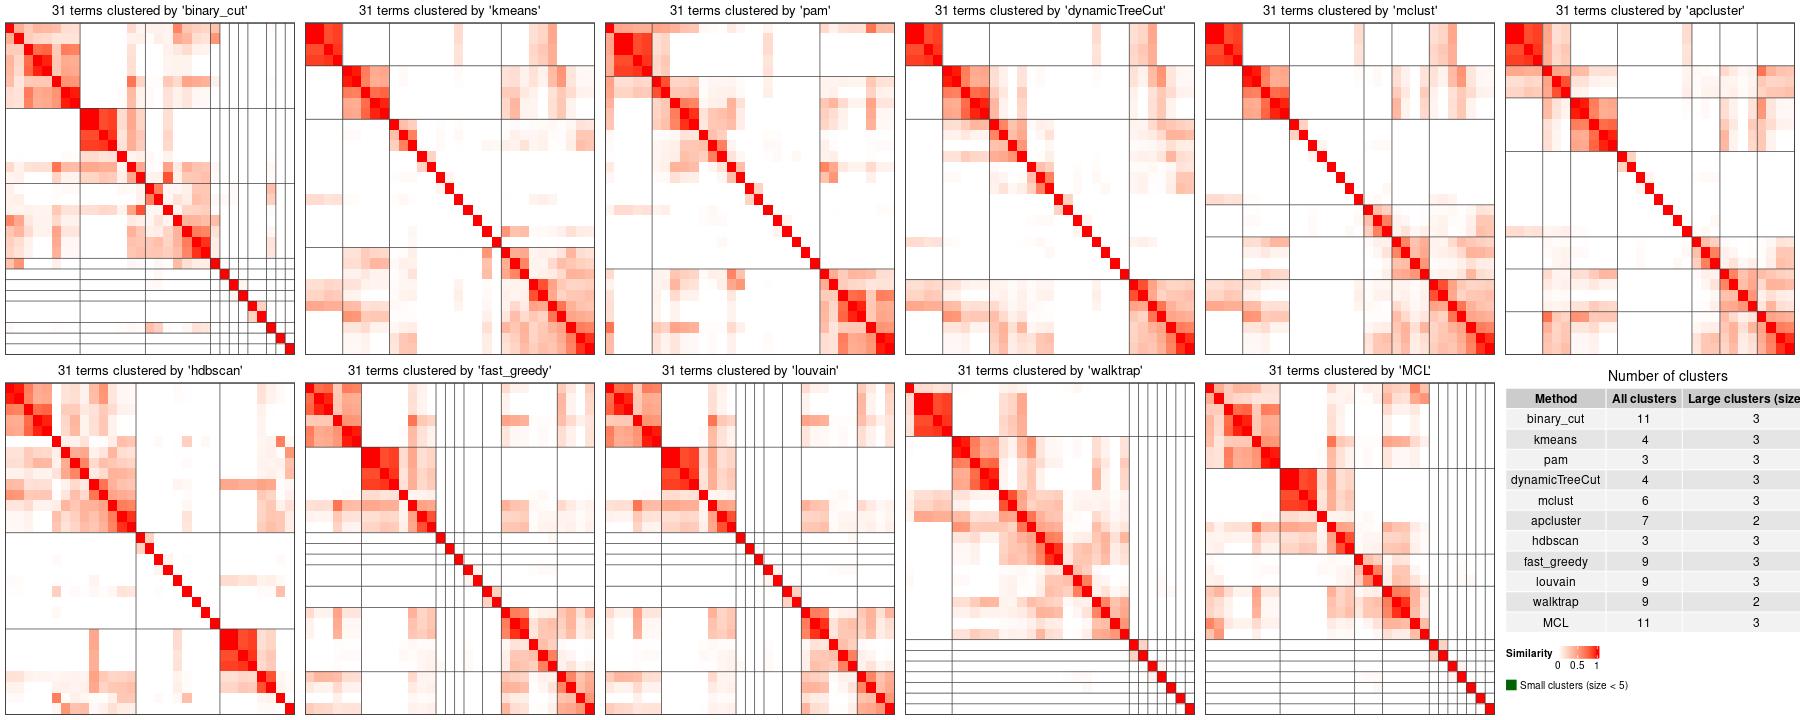 31 terms clustered by 'binary_cut'
31 terms clustered by 'kmeans'
31 terms clustered by 'pam'
31 terms clustered by 'dynamicTreeCut'
31 terms clustered by 'mclust'
31 terms clustered by 'apcluster'
31 terms clustered by 'hdbscan'
31 terms clustered by 'fast_greedy'
31 terms clustered by 'louvain'
31 terms clustered by 'walktrap'
31 terms clustered by 'MCL'
Number of clusters
Method All clusters Large clusters (size
binary_cut 11 3
kmeans 4 3
pam 3 3
dynamicTreeCut 4 3
mclust 6 3
apcluster 7 2
hdbscan 3 3
fast_greedy 9 3
louvain 9 3
walktrap 9 2
MCL 11 3
Similarity
0 0.5 1
Small clusters (size < 5)